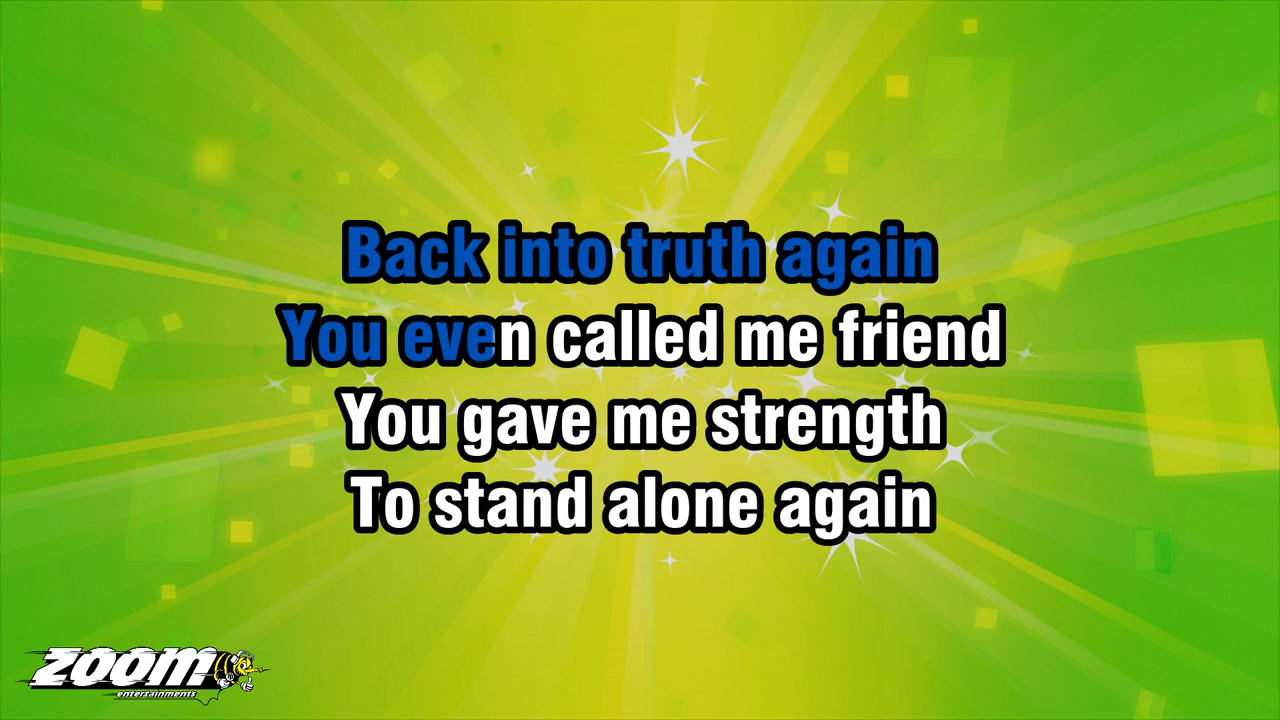 Back into truth again
You even called me friend
You gave me strength
To stand alone again
ZOOM
entertainments